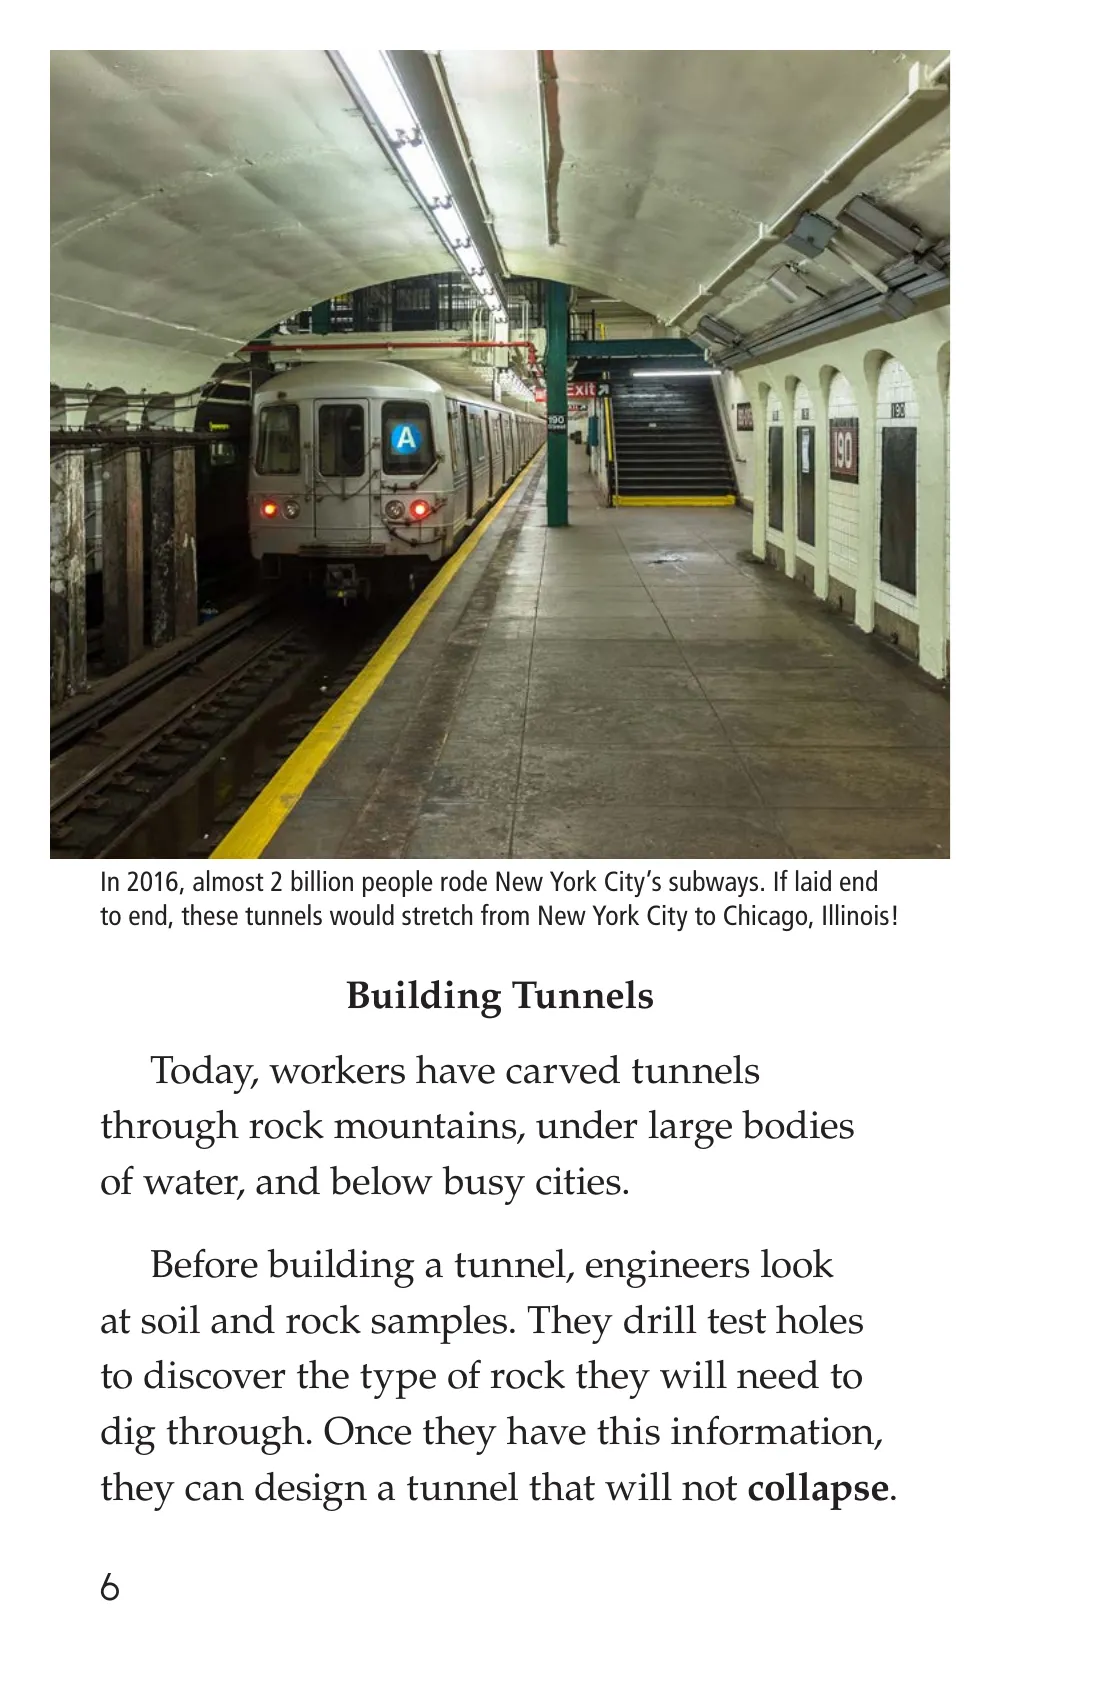 A
Exit
190
Street
190
In 2016, almost 2 billion people rode New York City’s subways. If laid end
to end, these tunnels would stretch from New York City to Chicago, Illinois!
Building Tunnels
Today, workers have carved tunnels
through rock mountains, under large bodies
of water, and below busy cities.
Before building a tunnel, engineers look
at soil and rock samples. They drill test holes
to discover the type of rock they will need to
dig through. Once they have this information,
they can design a tunnel that will not collapse.
6